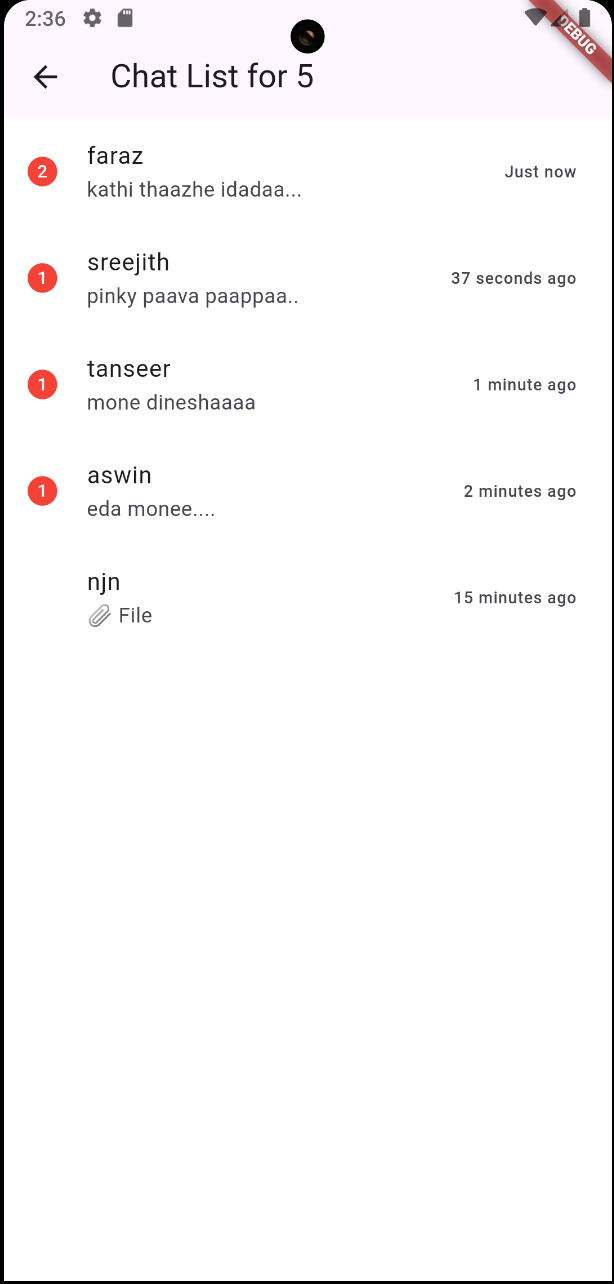 2:36
DEBUG
Chat List for 5
faraz
2
Just now
kathi thaazhe idadaa...
sreejith
1
37 seconds ago
pinky paava paappaa..
tanseer
1
1 minute ago
mone dineshaaaa
aswin
1
2 minutes ago
eda monee....
njn
15 minutes ago
File